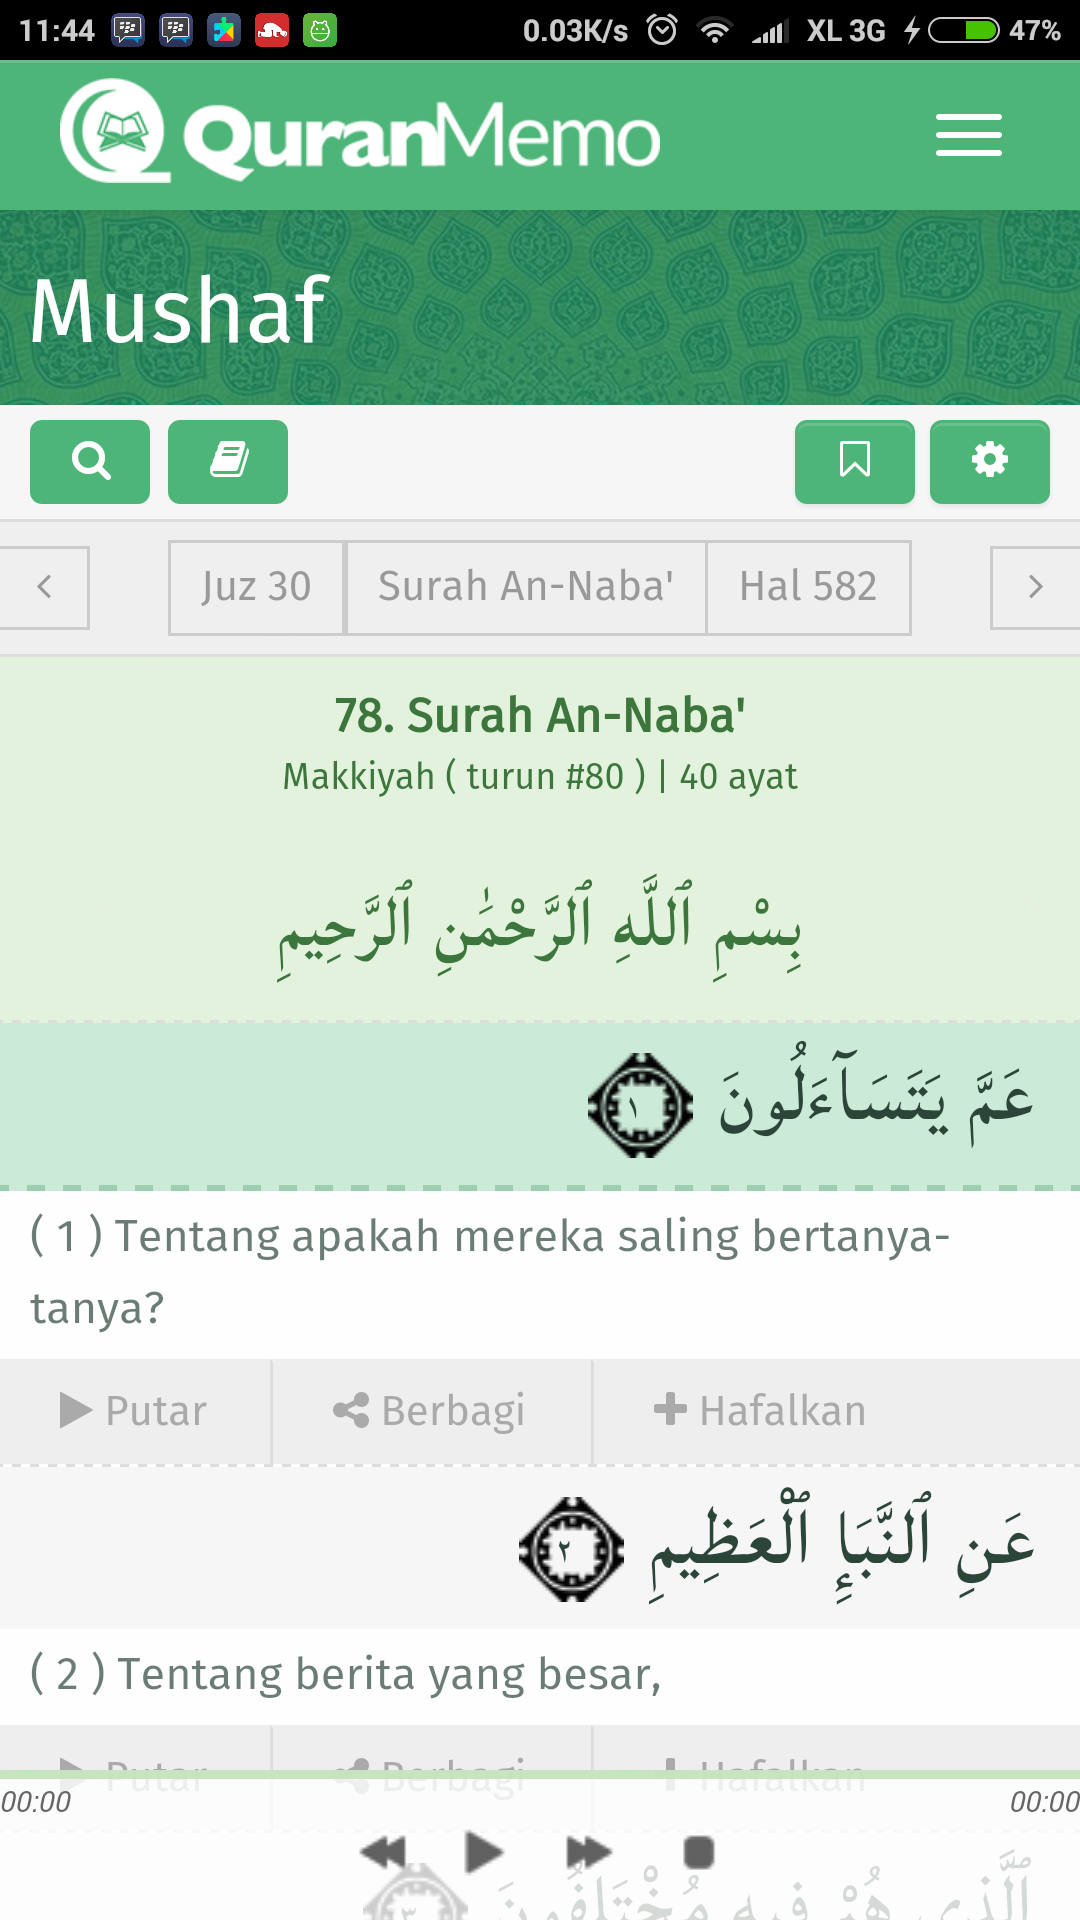 11:44 0.03K/s XL 3G 47%
QuranMemo
Mushaf
Juz 30 Surah An-Naba' Hal 582
78. Surah An-Naba'
Makkiyah ( turun #80 ) | 40 ayat
بِسْمِ ٱللَّهِ ٱلرَّحْمَٰنِ ٱلرَّحِيمِ
عَمَّ يَتَسَآءَلُونَ ١
( 1 ) Tentang apakah mereka saling bertanya-
tanya?
Putar Berbagi Hafalkan
عَنِ ٱلنَّبَإِ ٱلْعَظِيمِ ٢
( 2 ) Tentang berita yang besar,
Putar Berbagi Hafalkan
00:00 00:00
ٱلَّذِى هُمْ فِيهِ مُخْتَلِفُونَ ٣